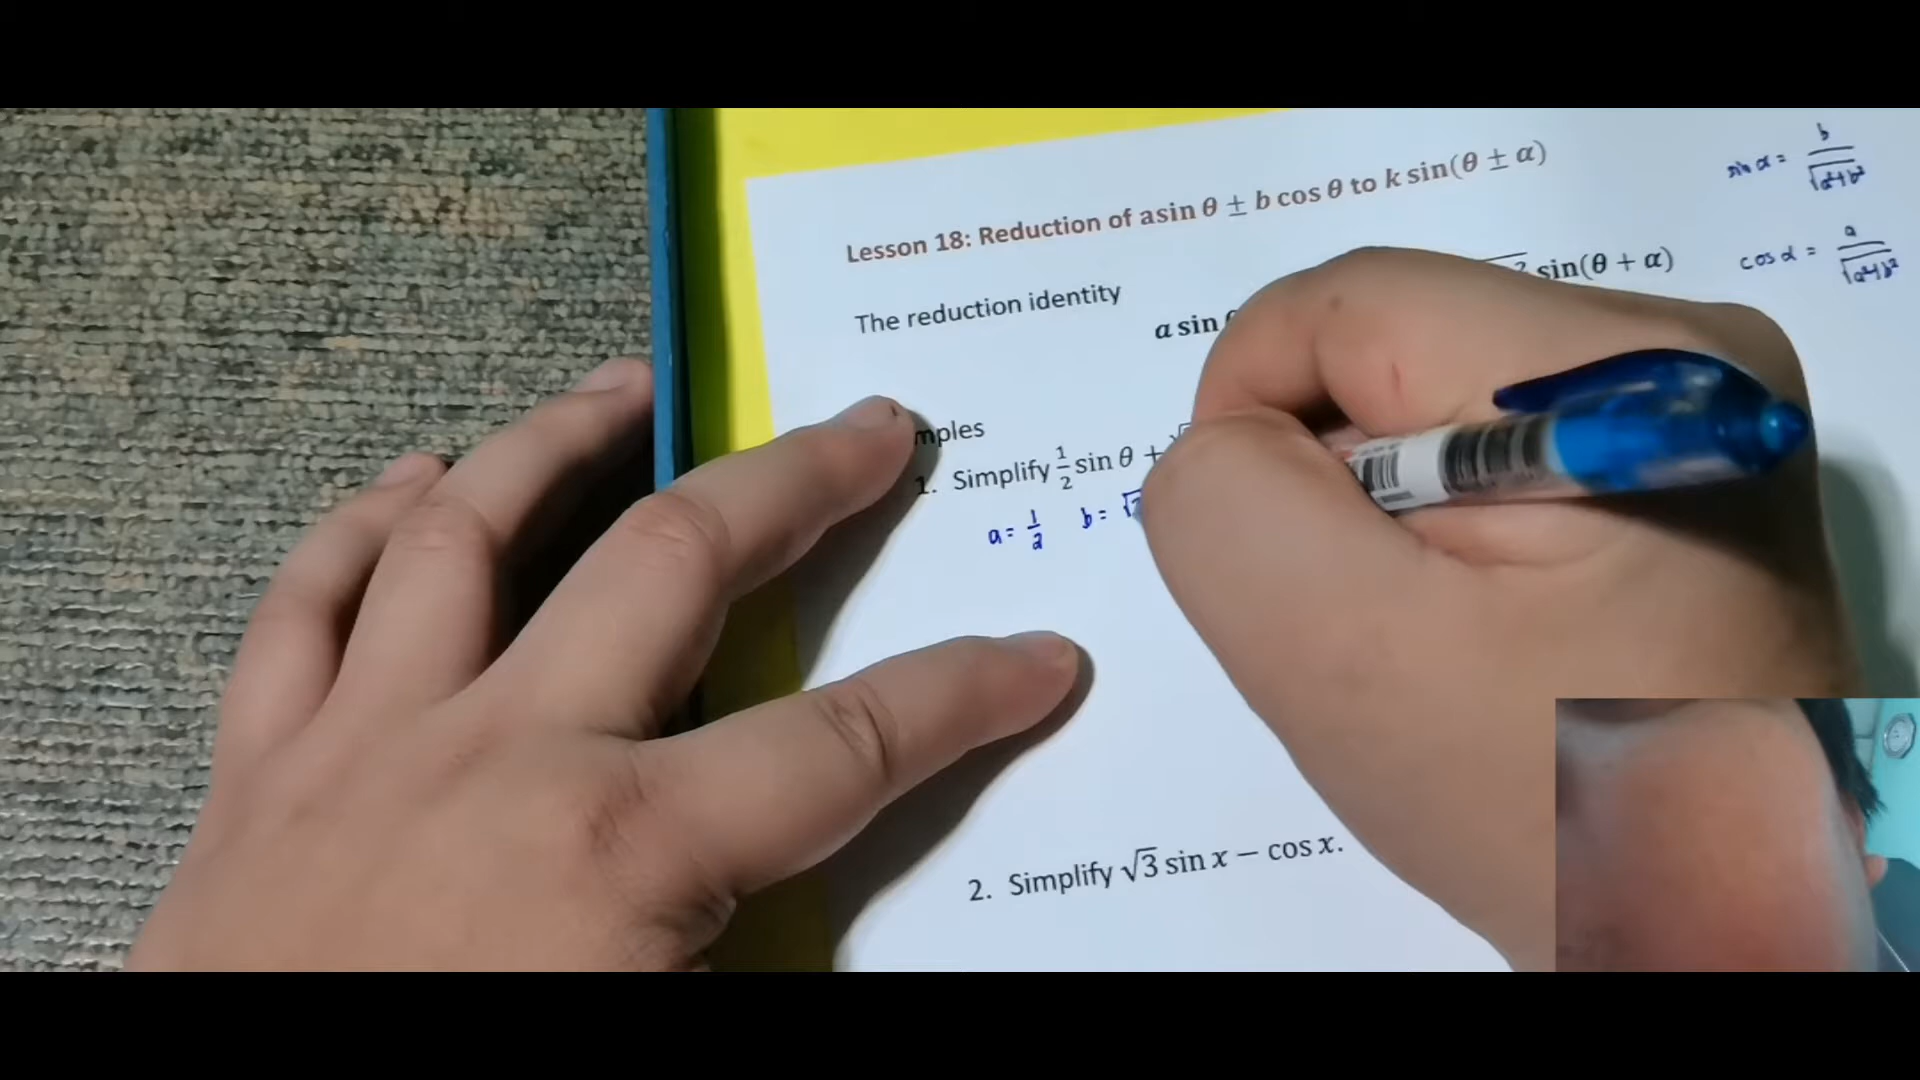 Lesson 18: Reduction of asin θ ± b cos θ to k sin(θ ± α)
sin α = b / √a²+b²
The reduction identity
a sin
sin(θ + α)
cos α = a / √a²+b²
mples
1. Simplify 1/2 sin θ +
a = 1/2 b = √
2. Simplify √3 sin x − cos x.